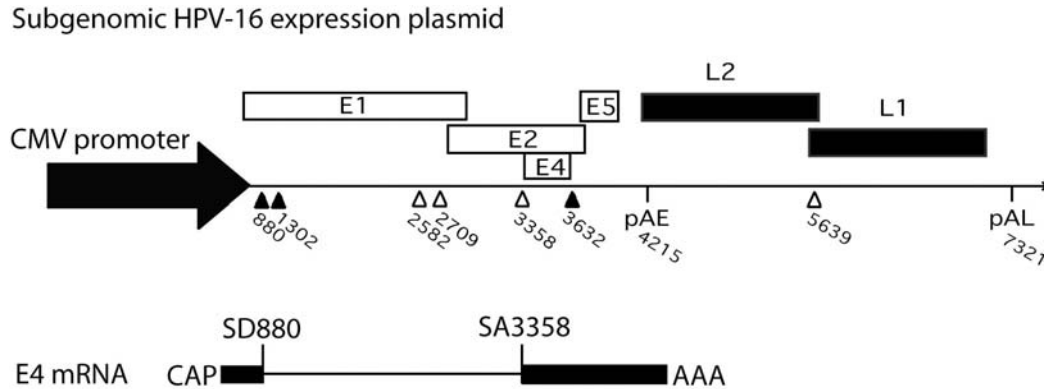 Subgenomic HPV-16 expression plasmid
L2
L1
E1
E5
CMV promoter
E2
E4
880
1302
2582
2709
3358
3632
pAE
4215
5639
pAL
7321
SD880
SA3358
E4 mRNA
CAP
AAA